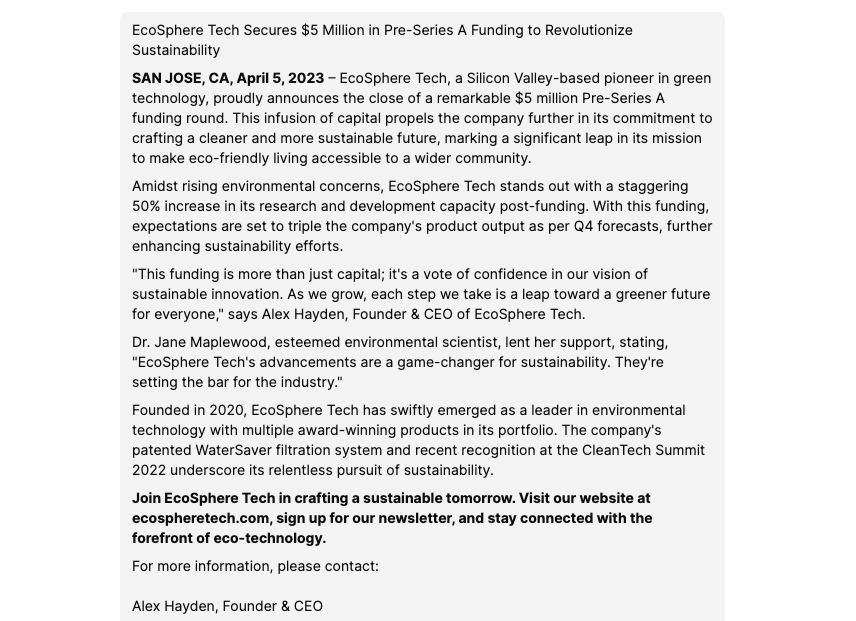 EcoSphere Tech Secures $5 Million in Pre-Series A Funding to Revolutionize
Sustainability
SAN JOSE, CA, April 5, 2023 – EcoSphere Tech, a Silicon Valley-based pioneer in green
technology, proudly announces the close of a remarkable $5 million Pre-Series A
funding round. This infusion of capital propels the company further in its commitment to
crafting a cleaner and more sustainable future, marking a significant leap in its mission
to make eco-friendly living accessible to a wider community.
Amidst rising environmental concerns, EcoSphere Tech stands out with a staggering
50% increase in its research and development capacity post-funding. With this funding,
expectations are set to triple the company's product output as per Q4 forecasts, further
enhancing sustainability efforts.
"This funding is more than just capital; it's a vote of confidence in our vision of
sustainable innovation. As we grow, each step we take is a leap toward a greener future
for everyone," says Alex Hayden, Founder & CEO of EcoSphere Tech.
Dr. Jane Maplewood, esteemed environmental scientist, lent her support, stating,
"EcoSphere Tech's advancements are a game-changer for sustainability. They're
setting the bar for the industry."
Founded in 2020, EcoSphere Tech has swiftly emerged as a leader in environmental
technology with multiple award-winning products in its portfolio. The company's
patented WaterSaver filtration system and recent recognition at the CleanTech Summit
2022 underscore its relentless pursuit of sustainability.
Join EcoSphere Tech in crafting a sustainable tomorrow. Visit our website at
ecospheretech.com, sign up for our newsletter, and stay connected with the
forefront of eco-technology.
For more information, please contact:
Alex Hayden, Founder & CEO